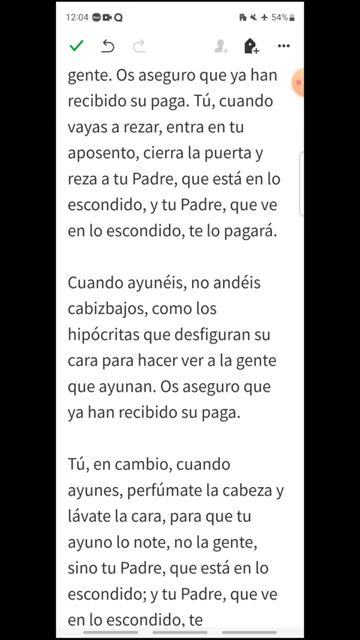 12:04
54%
gente. Os aseguro que ya han
recibido su paga. Tú, cuando
vayas a rezar, entra en tu
aposento, cierra la puerta y
reza a tu Padre, que está en lo
escondido, y tu Padre, que ve
en lo escondido, te lo pagará.
Cuando ayunéis, no andéis
cabizbajos, como los
hipócritas que desfiguran su
cara para hacer ver a la gente
que ayunan. Os aseguro que
ya han recibido su paga.
Tú, en cambio, cuando
ayunes, perfúmate la cabeza y
lávate la cara, para que tu
ayuno lo note, no la gente,
sino tu Padre, que está en lo
escondido; y tu Padre, que ve
en lo escondido, te